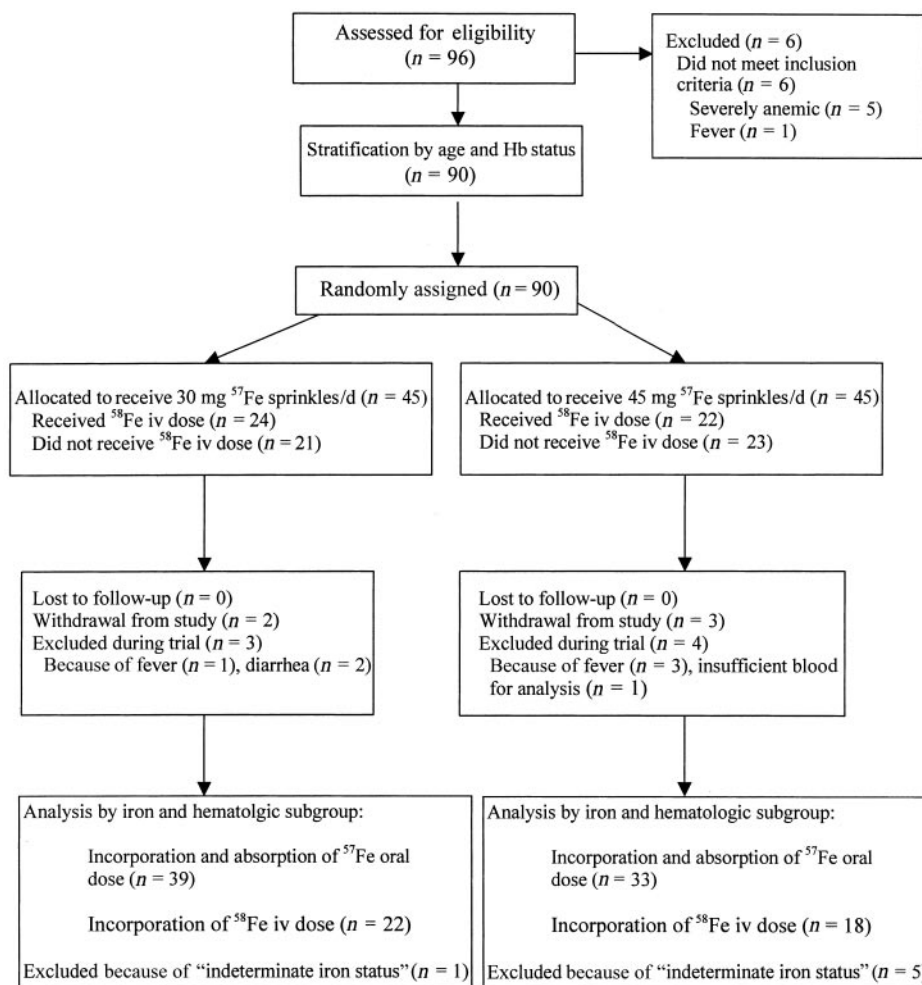 Assessed for eligibility
(n = 96)
Excluded (n = 6)
Did not meet inclusion
criteria (n = 6)
Severely anemic (n = 5)
Fever (n = 1)
Stratification by age and Hb status
(n = 90)
Randomly assigned (n = 90)
Allocated to receive 30 mg ⁵⁷Fe sprinkles/d (n = 45)
Received ⁵⁸Fe iv dose (n = 24)
Did not receive ⁵⁸Fe iv dose (n = 21)
Allocated to receive 45 mg ⁵⁷Fe sprinkles/d (n = 45)
Received ⁵⁸Fe iv dose (n = 22)
Did not receive ⁵⁸Fe iv dose (n = 23)
Lost to follow-up (n = 0)
Withdrawal from study (n = 2)
Excluded during trial (n = 3)
Because of fever (n = 1), diarrhea (n = 2)
Lost to follow-up (n = 0)
Withdrawal from study (n = 3)
Excluded during trial (n = 4)
Because of fever (n = 3), insufficient blood
for analysis (n = 1)
Analysis by iron and hematolgic subgroup:
Incorporation and absorption of ⁵⁷Fe oral
dose (n = 39)
Incorporation of ⁵⁸Fe iv dose (n = 22)
Excluded because of “indeterminate iron status” (n = 1)
Analysis by iron and hematologic subgroup:
Incorporation and absorption of ⁵⁷Fe oral
dose (n = 33)
Incorporation of ⁵⁸Fe iv dose (n = 18)
Excluded because of “indeterminate iron status” (n = 5